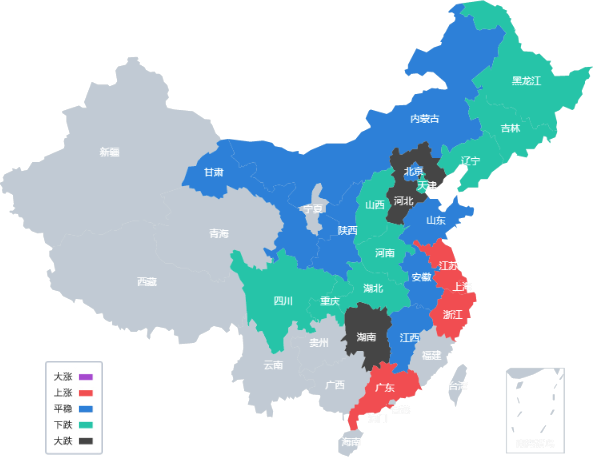 黑龙江
内蒙古
吉林
新疆
辽宁
甘肃
北京
天津
宁夏
山西
河北
青海
陕西
山东
河南
江苏
西藏
安徽
上海
四川
重庆
湖北
浙江
湖南
江西
贵州
福建
云南
广西
广东
台湾
海南
大涨
上涨
平稳
下跌
大跌